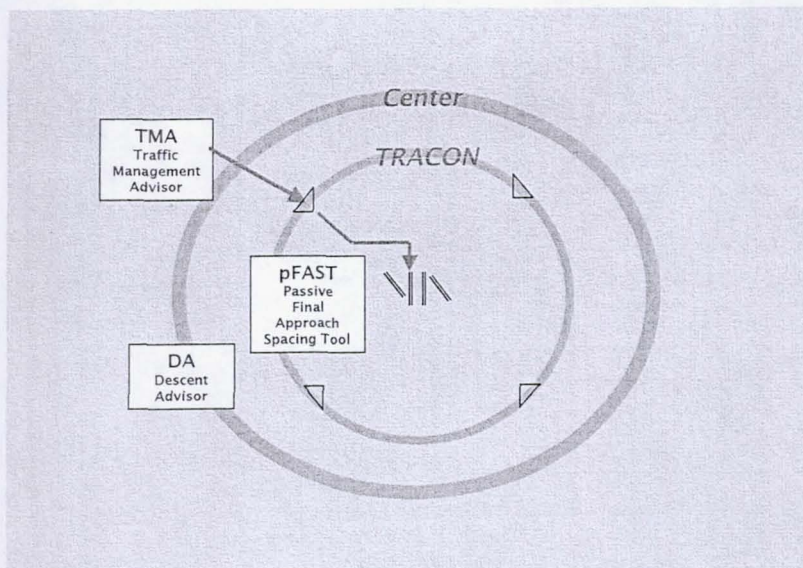 Center
TRACON
TMA
Traffic
Management
Advisor
pFAST
Passive
Final
Approach
Spacing Tool
DA
Descent
Advisor